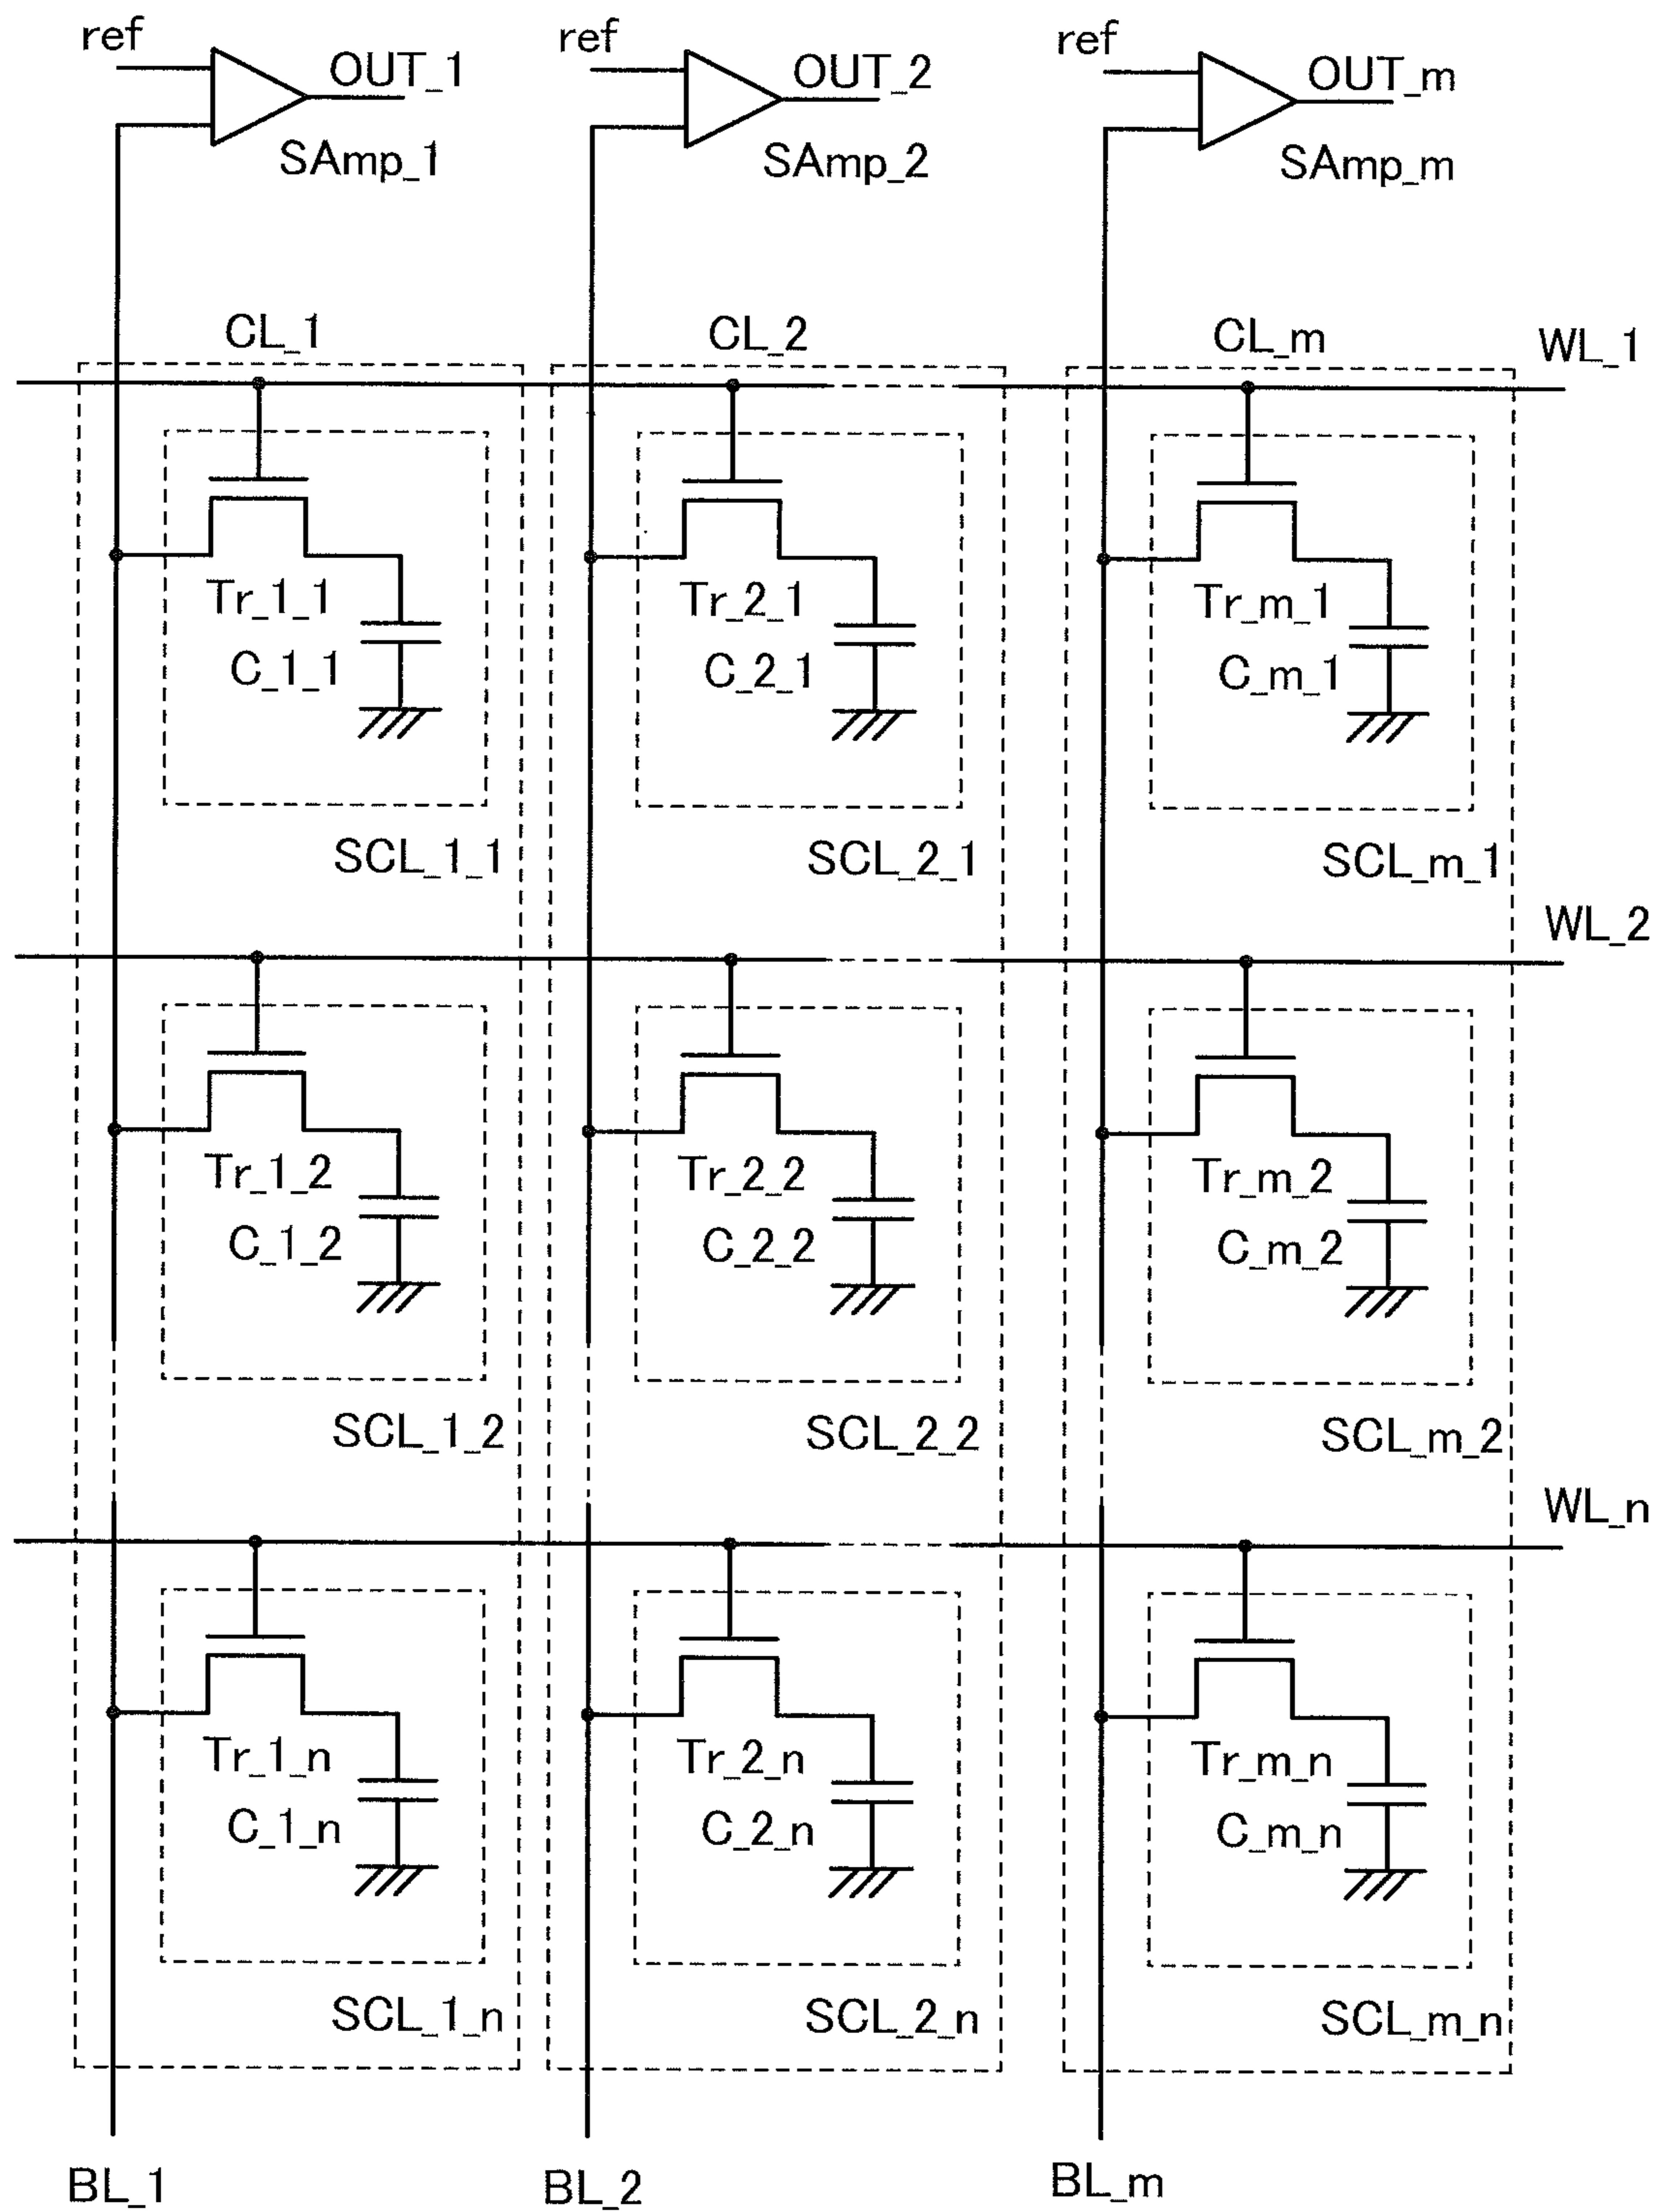 ref
OUT_1
SAmp_1
ref
OUT_2
SAmp_2
ref
OUT_m
SAmp_m
CL_1
CL_2
CL_m
WL_1
Tr_1_1
C_1_1
SCL_1_1
Tr_2_1
C_2_1
SCL_2_1
Tr_m_1
C_m_1
SCL_m_1
WL_2
Tr_1_2
C_1_2
SCL_1_2
Tr_2_2
C_2_2
SCL_2_2
Tr_m_2
C_m_2
SCL_m_2
WL_n
Tr_1_n
C_1_n
SCL_1_n
Tr_2_n
C_2_n
SCL_2_n
Tr_m_n
C_m_n
SCL_m_n
BL_1
BL_2
BL_m